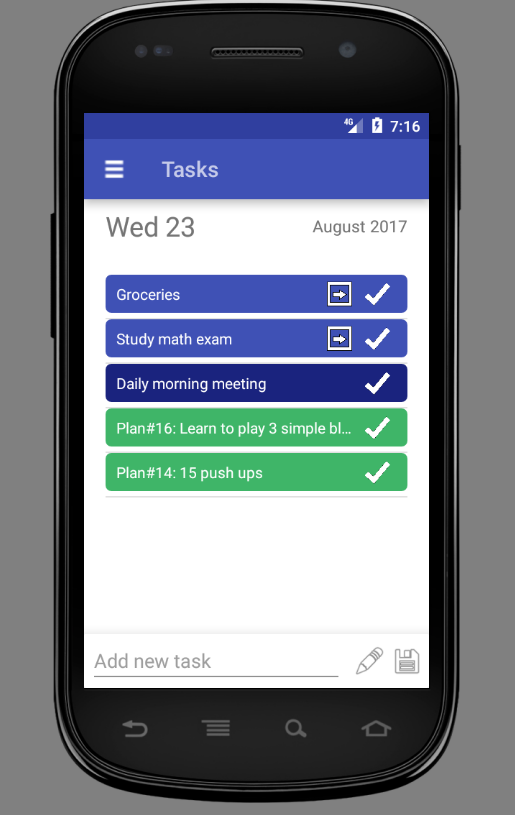 4G 7:16
Tasks
Wed 23 August 2017
Groceries
Study math exam
Daily morning meeting
Plan#16: Learn to play 3 simple bl...
Plan#14: 15 push ups
Add new task